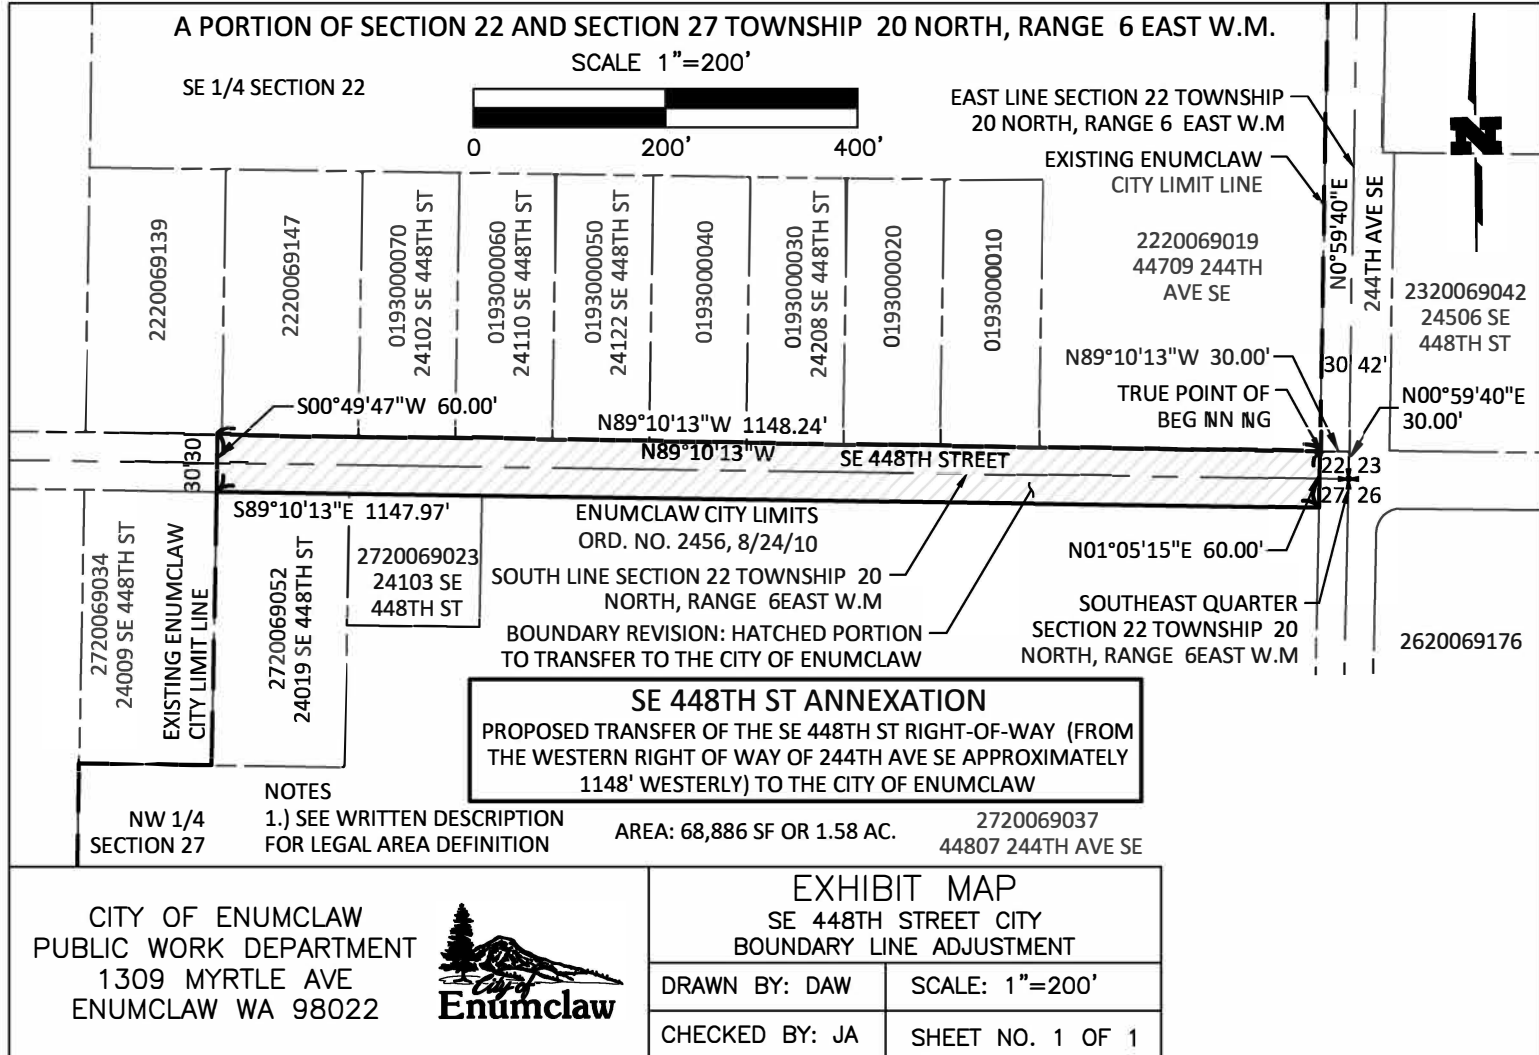 A PORTION OF SECTION 22 AND SECTION 27 TOWNSHIP 20 NORTH, RANGE 6 EAST W.M.
SCALE 1"=200'
SE 1/4 SECTION 22
0
200'
400'
EAST LINE SECTION 22 TOWNSHIP
20 NORTH, RANGE 6 EAST W.M
EXISTING ENUMCLAW
CITY LIMIT LINE
N
2220069139
2220069147
0193000070
24102 SE 448TH ST
0193000060
24110 SE 448TH ST
0193000050
24122 SE 448TH ST
0193000040
0193000030
24208 SE 448TH ST
0193000020
0193000010
2220069019
44709 244TH
AVE SE
N0°59'40"E
244TH AVE SE
2320069042
24506 SE
448TH ST
N89°10'13"W 30.00'
30' 42'
TRUE POINT OF
BEG NN NG
N00°59'40"E
30.00'
S00°49'47"W 60.00'
N89°10'13"W 1148.24'
N89°10'13"W
SE 448TH STREET
30'30'
22 23
27 26
S89°10'13"E 1147.97'
ENUMCLAW CITY LIMITS
ORD. NO. 2456, 8/24/10
N01°05'15"E 60.00'
SOUTH LINE SECTION 22 TOWNSHIP 20
NORTH, RANGE 6EAST W.M
BOUNDARY REVISION: HATCHED PORTION
TO TRANSFER TO THE CITY OF ENUMCLAW
SOUTHEAST QUARTER
SECTION 22 TOWNSHIP 20
NORTH, RANGE 6EAST W.M
2620069176
2720069034
24009 SE 448TH ST
EXISTING ENUMCLAW
CITY LIMIT LINE
2720069052
24019 SE 448TH ST
2720069023
24103 SE
448TH ST
SE 448TH ST ANNEXATION
PROPOSED TRANSFER OF THE SE 448TH ST RIGHT-OF-WAY (FROM
THE WESTERN RIGHT OF WAY OF 244TH AVE SE APPROXIMATELY
1148' WESTERLY) TO THE CITY OF ENUMCLAW
NW 1/4
SECTION 27
NOTES
1.) SEE WRITTEN DESCRIPTION
FOR LEGAL AREA DEFINITION
AREA: 68,886 SF OR 1.58 AC.
2720069037
44807 244TH AVE SE
CITY OF ENUMCLAW
PUBLIC WORK DEPARTMENT
1309 MYRTLE AVE
ENUMCLAW WA 98022
City of
Enumclaw
EXHIBIT MAP
SE 448TH STREET CITY
BOUNDARY LINE ADJUSTMENT
DRAWN BY: DAW
SCALE: 1"=200'
CHECKED BY: JA
SHEET NO. 1 OF 1